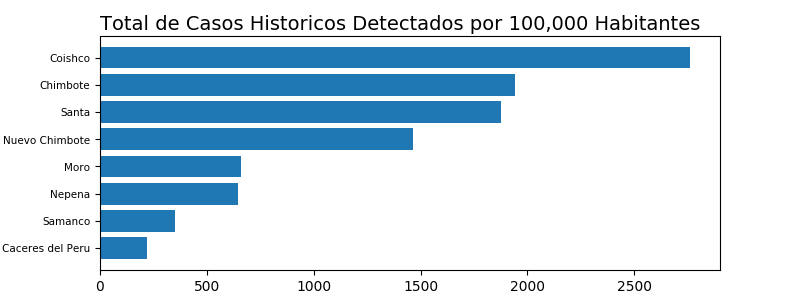 Total de Casos Historicos Detectados por 100,000 Habitantes
Coishco
Chimbote
Santa
Nuevo Chimbote
Moro
Nepena
Samanco
Caceres del Peru
0 500 1000 1500 2000 2500